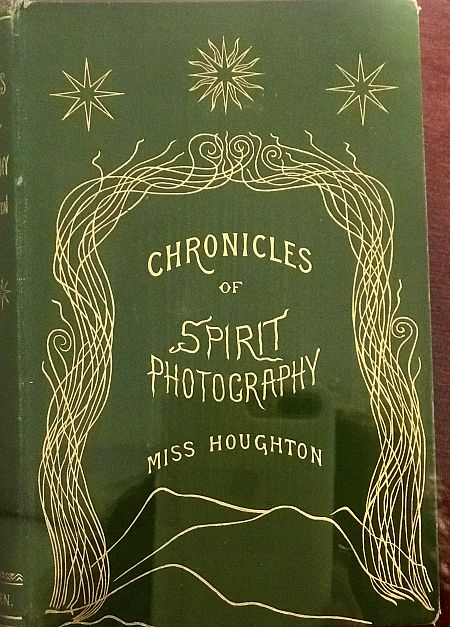 CHRONICLES
OF
SPIRIT
PHOTOGRAPHY
MISS HOUGHTON